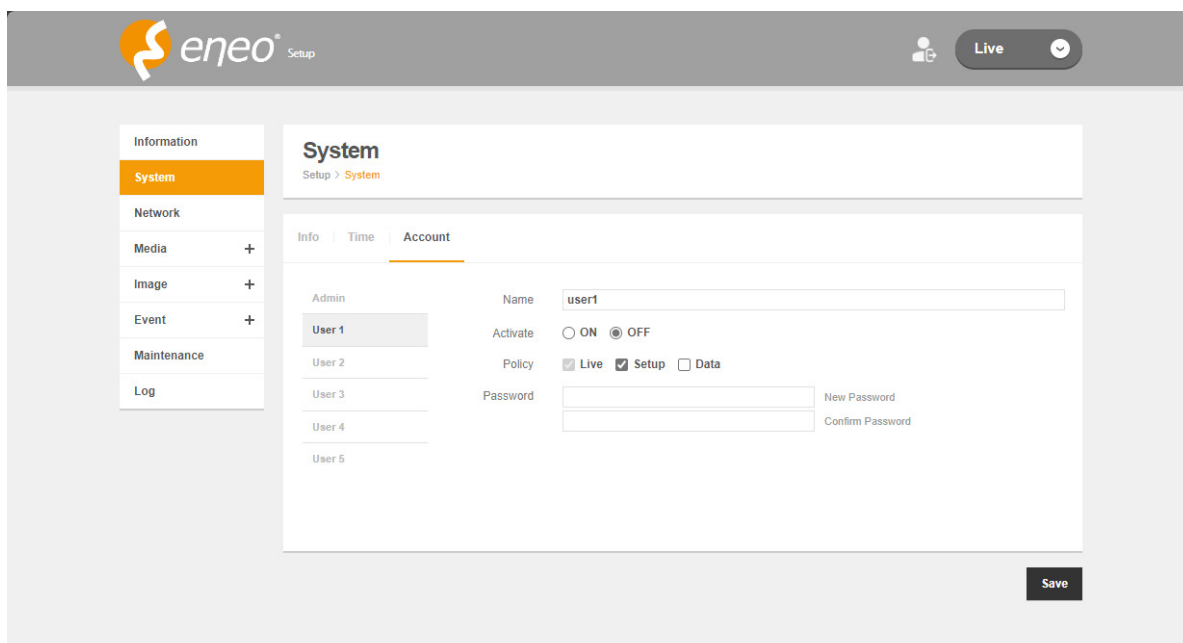 eneo® Setup
Live
Information
System
Network
Media +
Image +
Event +
Maintenance
Log
System
Setup > System
Info Time Account
Admin
User 1
User 2
User 3
User 4
User 5
Name user1
Activate ON OFF
Policy Live Setup Data
Password New Password
Confirm Password
Save